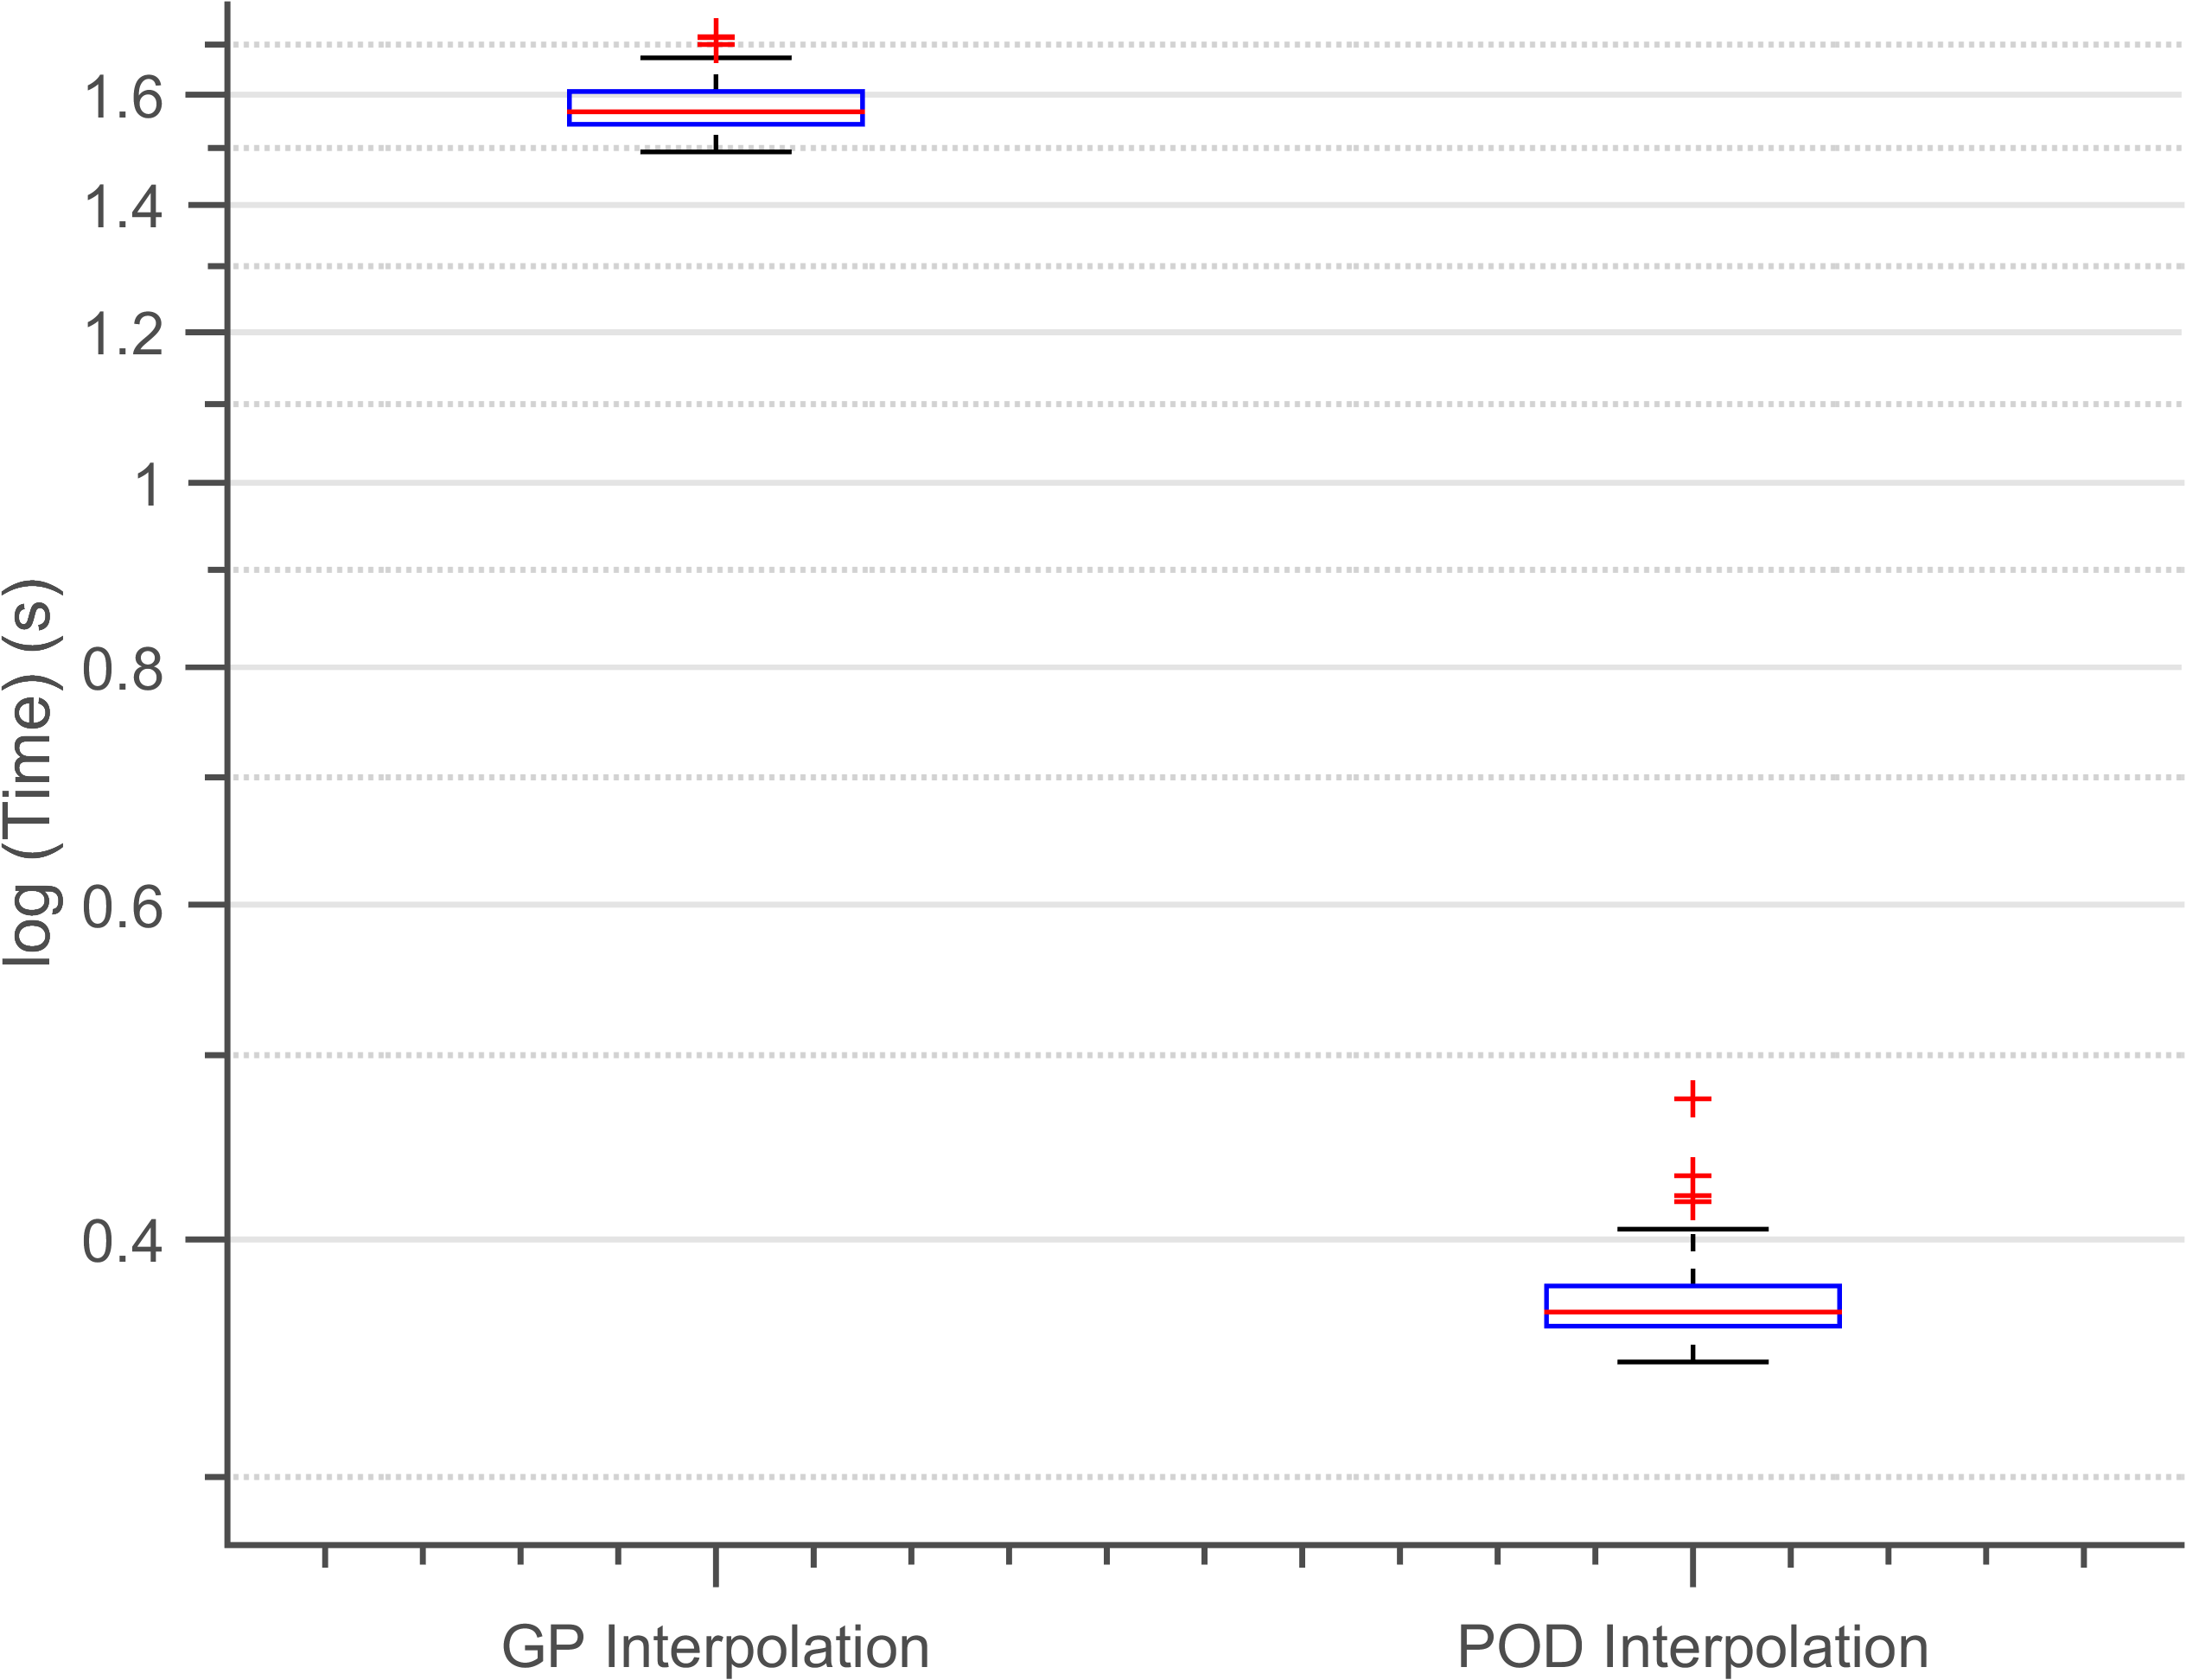 log (Time) (s)
1.6
1.4
1.2
1
0.8
0.6
0.4
GP Interpolation
POD Interpolation